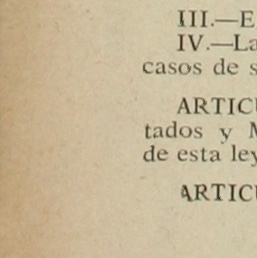 III.—E
IV.—La
casos de s
ARTICU
tados y M
de esta ley
ARTICU